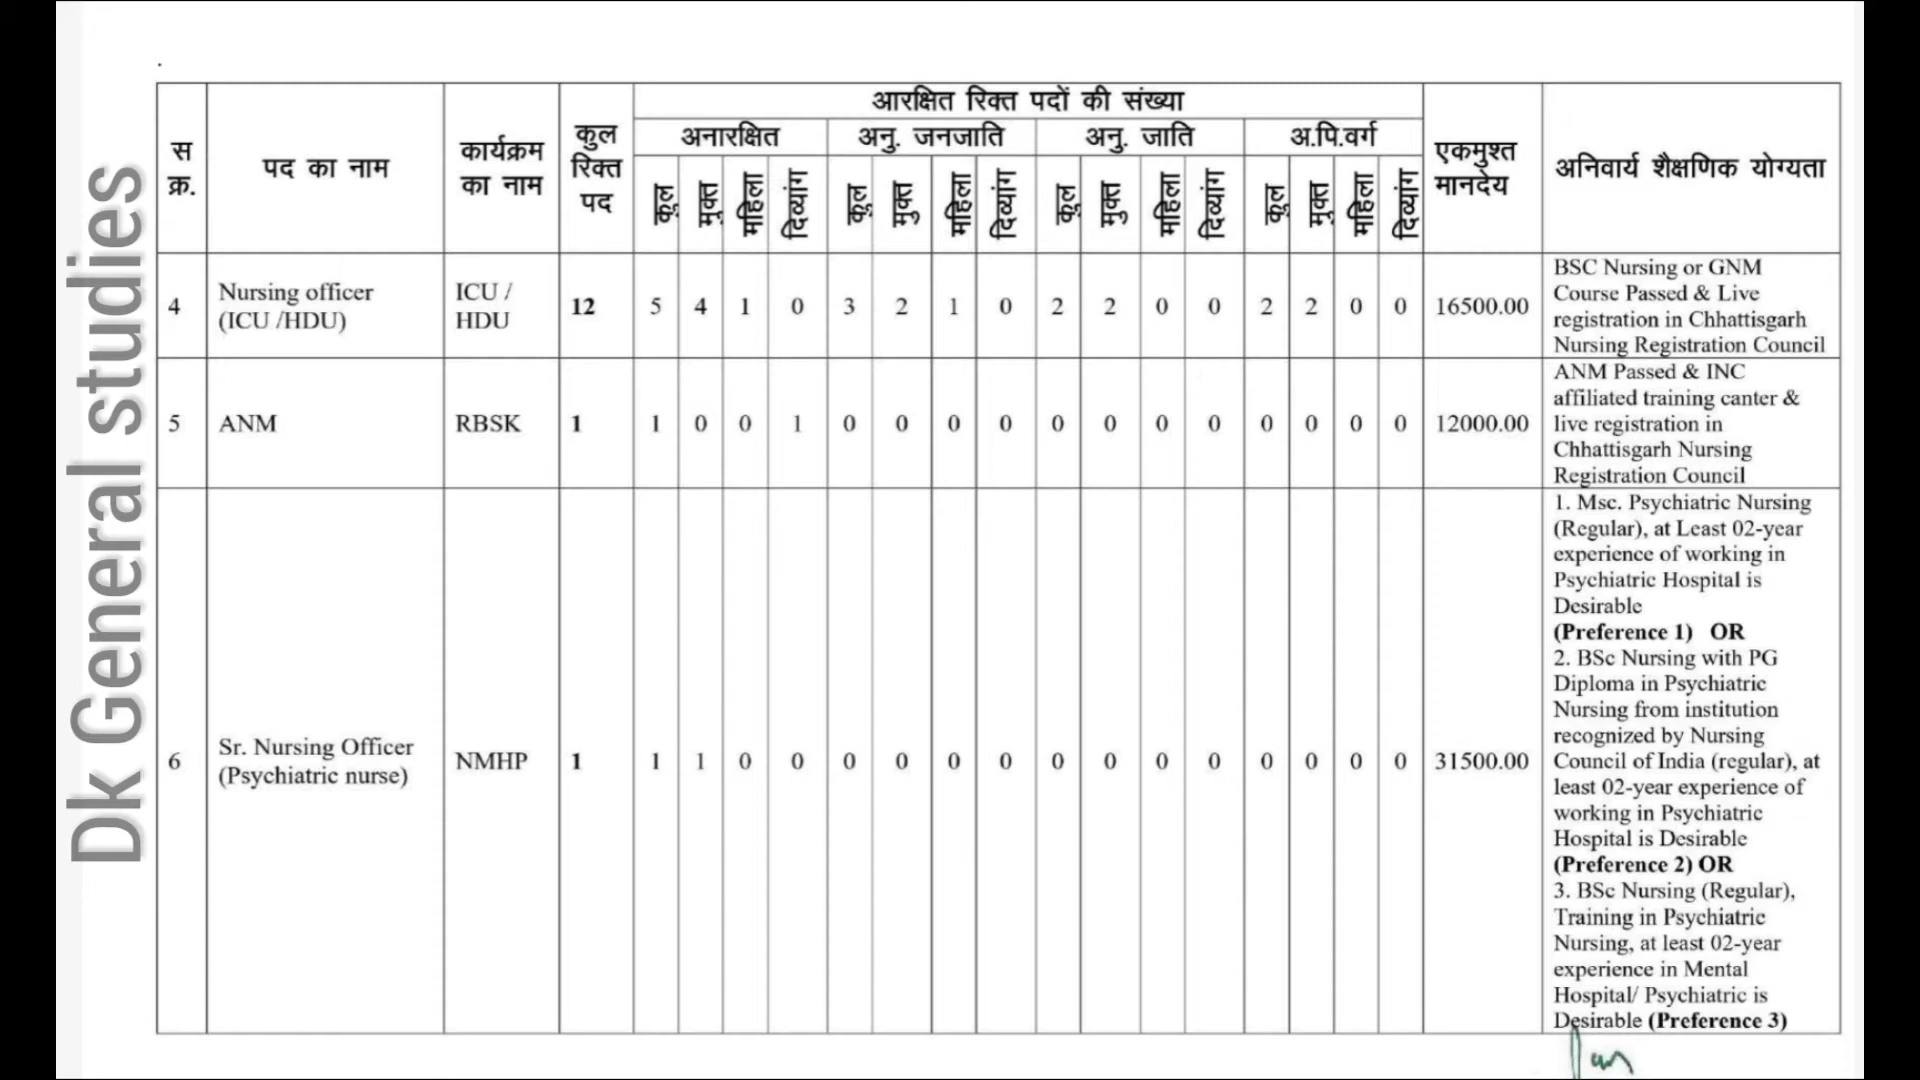 Dk General studies
स क्र.
पद का नाम
कार्यक्रम का नाम
कुल रिक्त पद
आरक्षित रिक्त पदों की संख्या
अनारक्षित
अनु. जनजाति
अनु. जाति
अ.पि.वर्ग
एकमुश्त मानदेय
अनिवार्य शैक्षणिक योग्यता
कुल मुक्त महिला दिव्यांग कुल मुक्त महिला दिव्यांग कुल मुक्त महिला दिव्यांग कुल मुक्त महिला दिव्यांग
4
Nursing officer
(ICU /HDU)
ICU /
HDU
12 5 4 1 0 3 2 1 0 2 2 0 0 2 2 0 0 16500.00
BSC Nursing or GNM
Course Passed & Live
registration in Chhattisgarh
Nursing Registration Council
5 ANM RBSK 1 1 0 0 1 0 0 0 0 0 0 0 0 0 0 0 0 12000.00
ANM Passed & INC
affiliated training canter &
live registration in
Chhattisgarh Nursing
Registration Council
6
Sr. Nursing Officer
(Psychiatric nurse)
NMHP 1 1 1 0 0 0 0 0 0 0 0 0 0 0 0 0 0 31500.00
1. Msc. Psychiatric Nursing
(Regular), at Least 02-year
experience of working in
Psychiatric Hospital is
Desirable
(Preference 1) OR
2. BSc Nursing with PG
Diploma in Psychiatric
Nursing from institution
recognized by Nursing
Council of India (regular), at
least 02-year experience of
working in Psychiatric
Hospital is Desirable
(Preference 2) OR
3. BSc Nursing (Regular),
Training in Psychiatric
Nursing, at least 02-year
experience in Mental
Hospital/ Psychiatric is
Desirable (Preference 3)